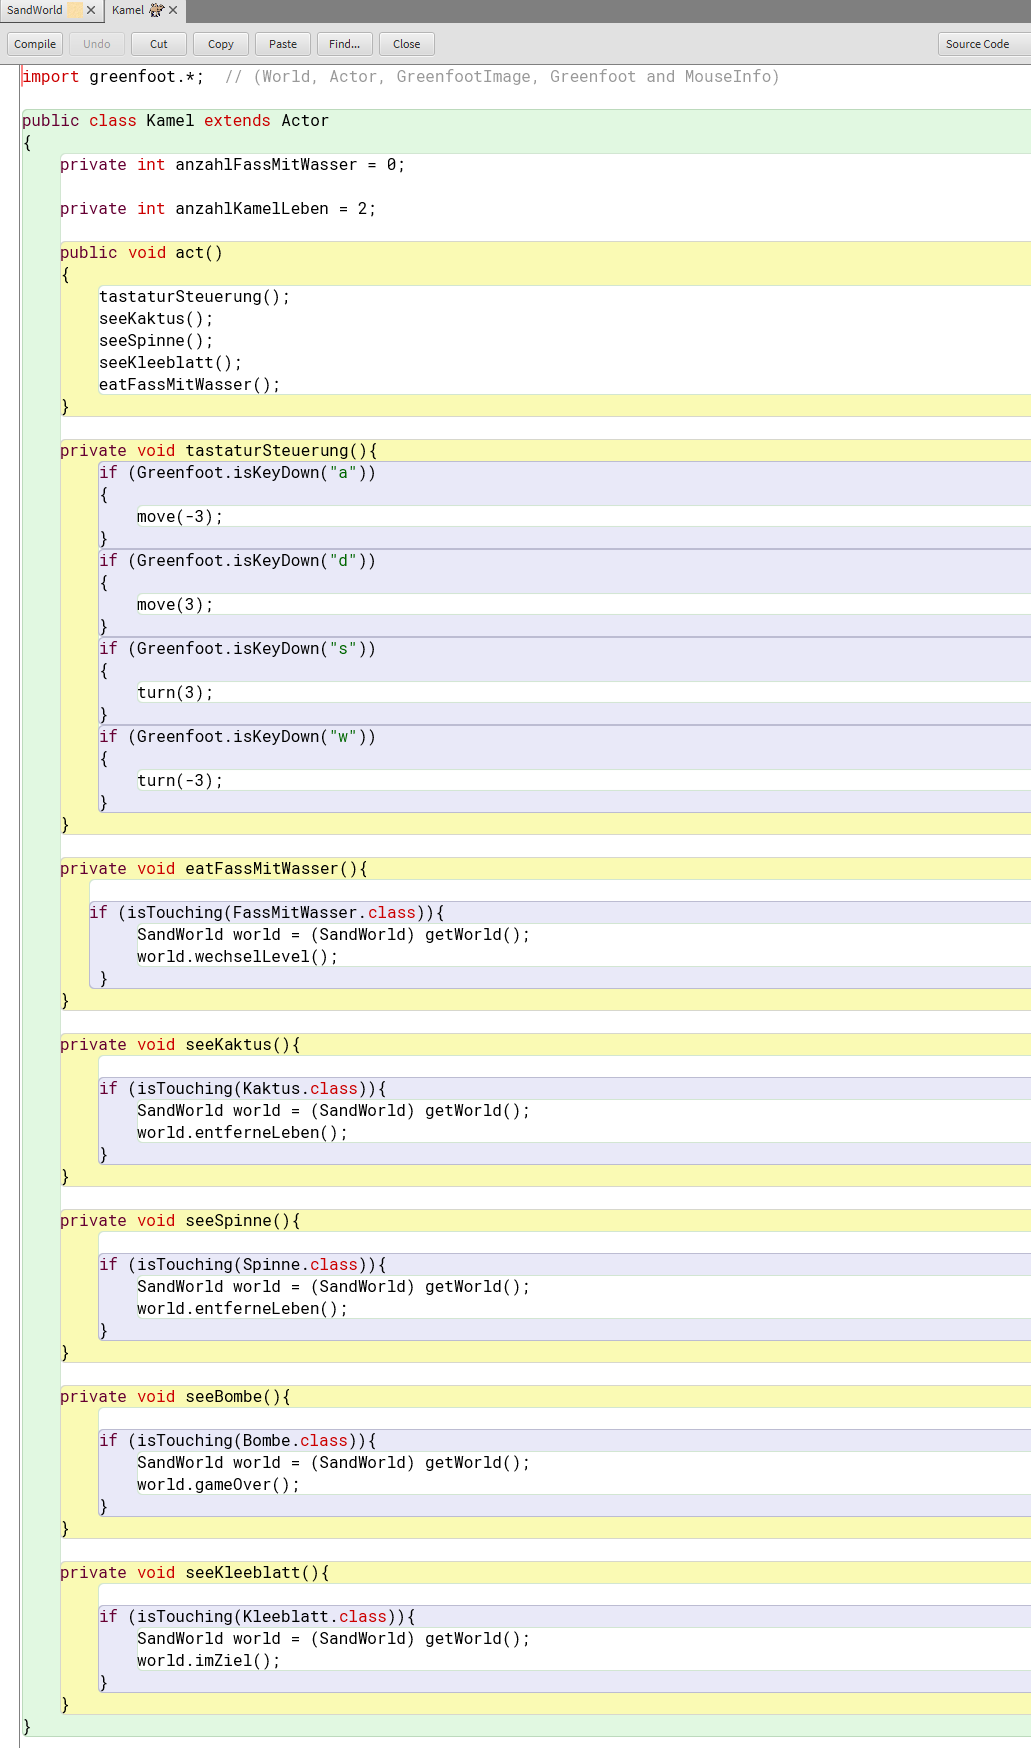 SandWorld
Kamel
Compile Undo Cut Copy Paste Find... Close Source Code
import greenfoot.*;  // (World, Actor, GreenfootImage, Greenfoot and MouseInfo)
public class Kamel extends Actor
{
    private int anzahlFassMitWasser = 0;
    private int anzahlKamelLeben = 2;
    public void act()
    {
        tastaturSteuerung();
        seeKaktus();
        seeSpinne();
        seeKleeblatt();
        eatFassMitWasser();
    }
    private void tastaturSteuerung(){
        if (Greenfoot.isKeyDown("a"))
        {
            move(-3);
        }
        if (Greenfoot.isKeyDown("d"))
        {
            move(3);
        }
        if (Greenfoot.isKeyDown("s"))
        {
            turn(3);
        }
        if (Greenfoot.isKeyDown("w"))
        {
            turn(-3);
        }
    }
    private void eatFassMitWasser(){
       if (isTouching(FassMitWasser.class)){
            SandWorld world = (SandWorld) getWorld();
            world.wechselLevel();
        }
    }
    private void seeKaktus(){
        if (isTouching(Kaktus.class)){
            SandWorld world = (SandWorld) getWorld();
            world.entferneLeben();
        }
    }
    private void seeSpinne(){
        if (isTouching(Spinne.class)){
            SandWorld world = (SandWorld) getWorld();
            world.entferneLeben();
        }
    }
    private void seeBombe(){
        if (isTouching(Bombe.class)){
            SandWorld world = (SandWorld) getWorld();
            world.gameOver();
        }
    }
    private void seeKleeblatt(){
        if (isTouching(Kleeblatt.class)){
            SandWorld world = (SandWorld) getWorld();
            world.imZiel();
        }
    }
}